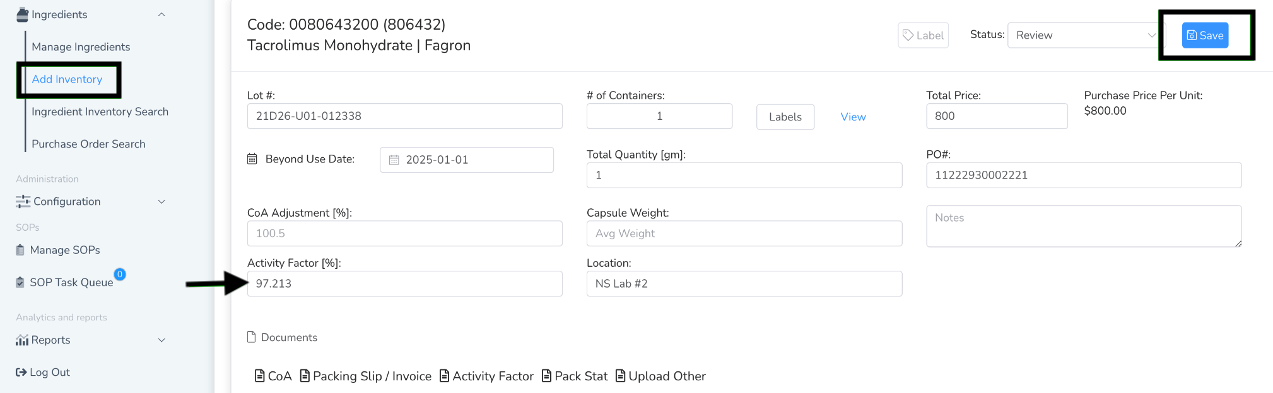 Ingredients
Manage Ingredients
Add Inventory
Ingredient Inventory Search
Purchase Order Search
Administration
Configuration
SOPs
Manage SOPs
SOP Task Queue 0
Analytics and reports
Reports
Log Out
Code: 0080643200 (806432)
Tacrolimus Monohydrate | Fagron
Label
Status: Review
Save
Lot #:
21D26-U01-012338
# of Containers:
1
Labels
View
Total Price:
800
Purchase Price Per Unit:
$800.00
Beyond Use Date: 2025-01-01
Total Quantity [gm]:
1
PO#:
11222930002221
CoA Adjustment [%]:
100.5
Capsule Weight:
Avg Weight
Notes
Activity Factor [%]:
97.213
Location:
NS Lab #2
Documents
CoA Packing Slip / Invoice Activity Factor Pack Stat Upload Other